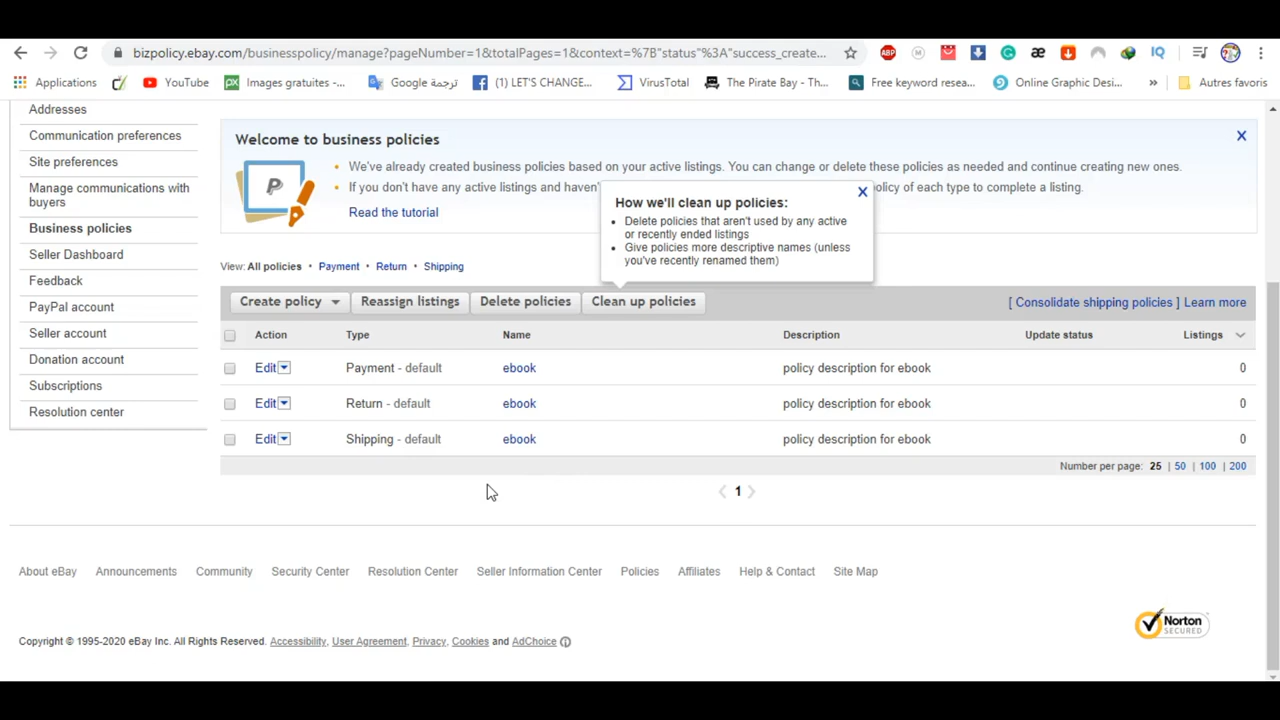 bizpolicy.ebay.com/businesspolicy/manage?pageNumber=1&totalPages=1&context=%7B"status"%3A"success_create...
ABP M æ IQ
Applications YouTube px Images gratuites -... Google ترجمة (1) LET'S CHANGE... VirusTotal The Pirate Bay - Th... Free keyword resea... Online Graphic Desi... » Autres favoris
Addresses
Communication preferences
Site preferences
Manage communications with
buyers
Business policies
Seller Dashboard
Feedback
PayPal account
Seller account
Donation account
Subscriptions
Resolution center
Welcome to business policies
We've already created business policies based on your active listings. You can change or delete these policies as needed and continue creating new ones.
If you don't have any active listings and haven' policy of each type to complete a listing.
Read the tutorial
How we'll clean up policies:
Delete policies that aren't used by any active
or recently ended listings
Give policies more descriptive names (unless
you've recently renamed them)
View: All policies • Payment • Return • Shipping
Create policy Reassign listings Delete policies Clean up policies [ Consolidate shipping policies ] Learn more
Action Type Name Description Update status Listings
Edit Payment - default ebook policy description for ebook 0
Edit Return - default ebook policy description for ebook 0
Edit Shipping - default ebook policy description for ebook 0
Number per page: 25 | 50 | 100 | 200
1
About eBay Announcements Community Security Center Resolution Center Seller Information Center Policies Affiliates Help & Contact Site Map
Norton
SECURED
Copyright © 1995-2020 eBay Inc. All Rights Reserved. Accessibility, User Agreement, Privacy, Cookies and AdChoice